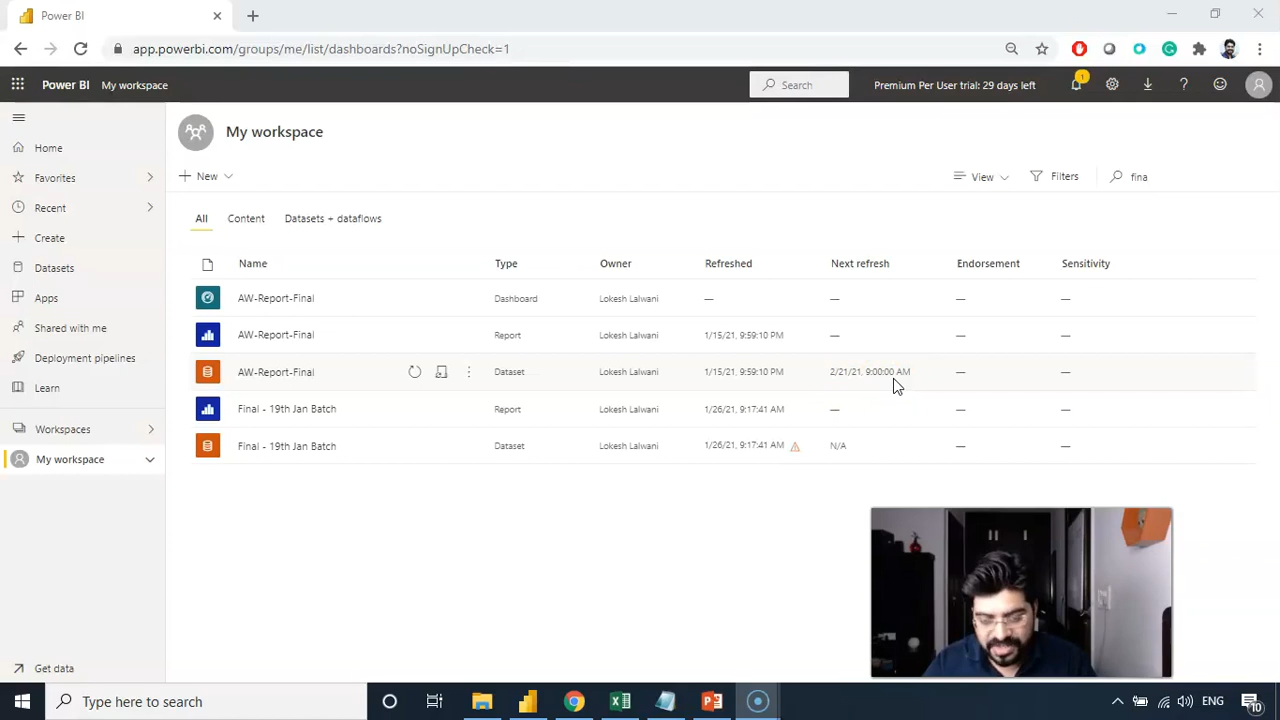 Power BI
app.powerbi.com/groups/me/list/dashboards?noSignUpCheck=1
Power BI My workspace Search Premium Per User trial: 29 days left 1
My workspace
Home
Favorites
Recent
Create
Datasets
Apps
Shared with me
Deployment pipelines
Learn
Workspaces
My workspace
Get data
New View Filters fina
All Content Datasets + dataflows
Name Type Owner Refreshed Next refresh Endorsement Sensitivity
AW-Report-Final Dashboard Lokesh Lalwani — — — —
AW-Report-Final Report Lokesh Lalwani 1/15/21, 9:59:10 PM — — —
AW-Report-Final Dataset Lokesh Lalwani 1/15/21, 9:59:10 PM 2/21/21, 9:00:00 AM — —
Final - 19th Jan Batch Report Lokesh Lalwani 1/26/21, 9:17:41 AM — — —
Final - 19th Jan Batch Dataset Lokesh Lalwani 1/26/21, 9:17:41 AM N/A — —
Type here to search ENG 10